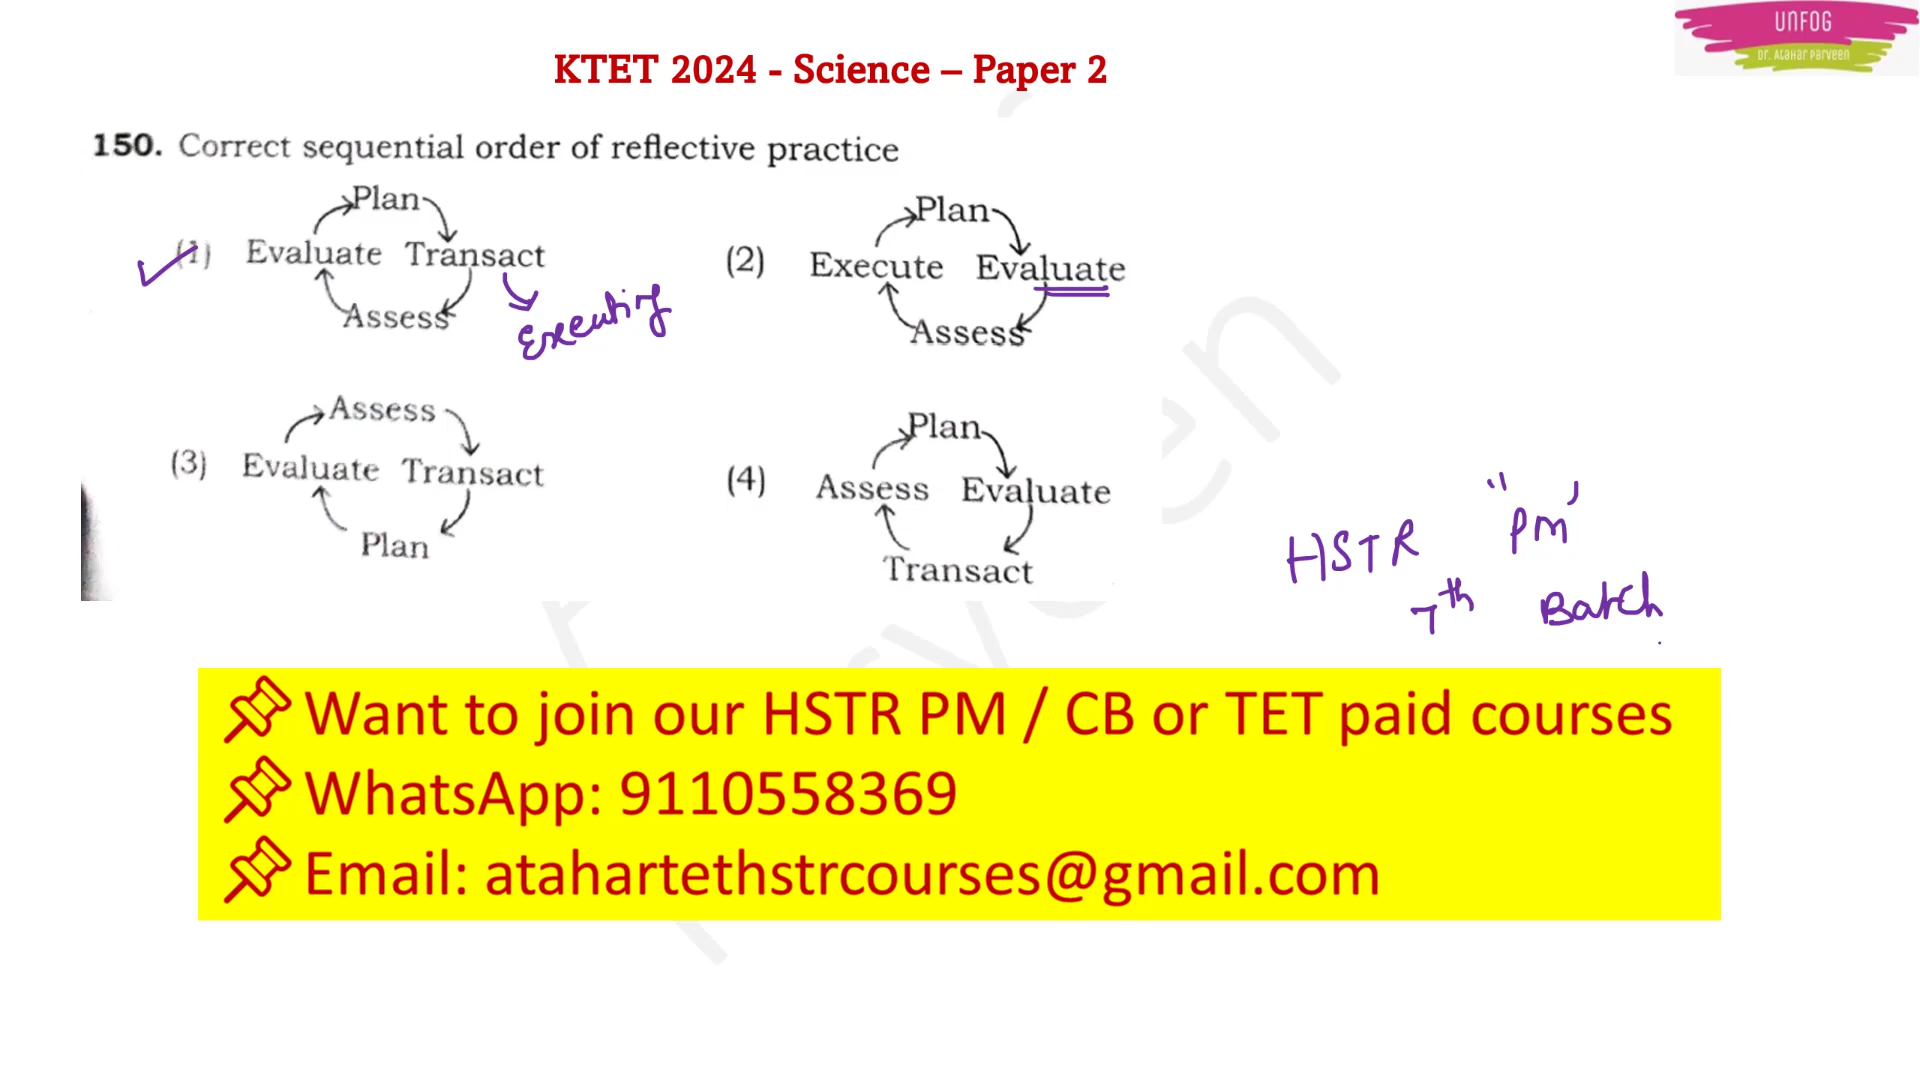 UNFOG
Dr. Atahar Parveen
KTET 2024 - Science – Paper 2
150. Correct sequential order of reflective practice
(1) Plan
Evaluate Transact
Assess
Executing
(2) Plan
Execute Evaluate
Assess
(3) Assess
Evaluate Transact
Plan
(4) Plan
Assess Evaluate
Transact
HSTR "PM"
7th Batch
Want to join our HSTR PM / CB or TET paid courses
WhatsApp: 9110558369
Email: atahartethstrcourses@gmail.com